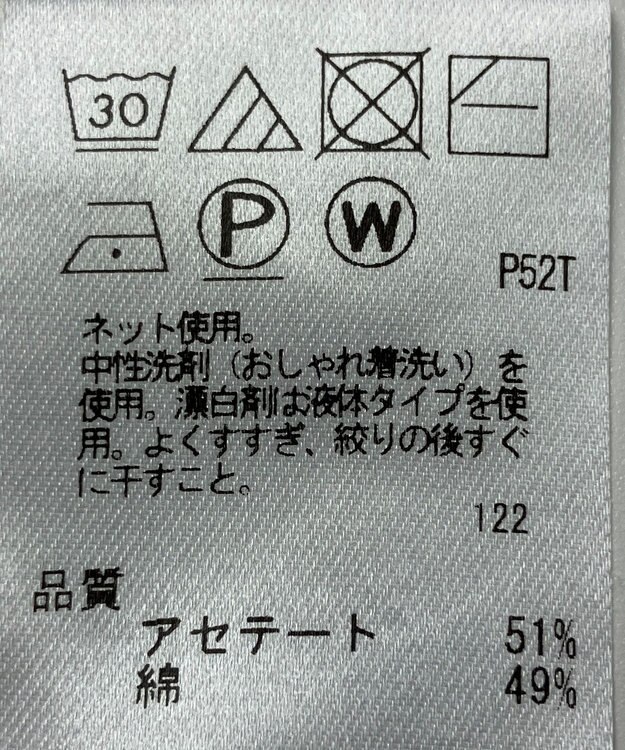 30
P W
P52T
ネット使用。
中性洗剤（おしゃれ着洗い）を
使用。漂白剤は液体タイプを使
用。よくすすぎ、絞りの後すぐ
に干すこと。
122
品質
アセテート 51%
綿 49%